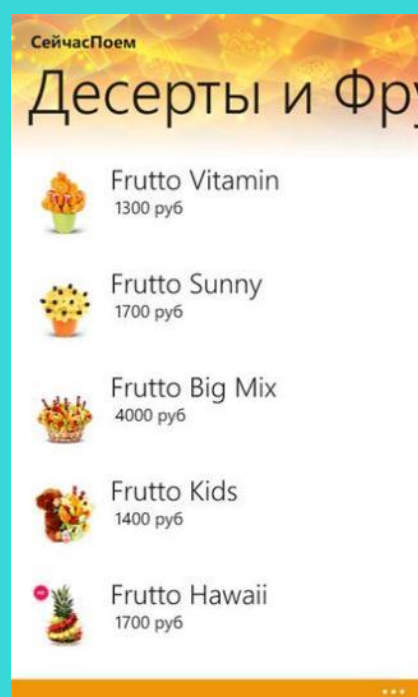 СейчасПоем
Десерты и Фру
Frutto Vitamin
1300 руб
Frutto Sunny
1700 руб
Frutto Big Mix
4000 руб
Frutto Kids
1400 руб
Frutto Hawaii
1700 руб